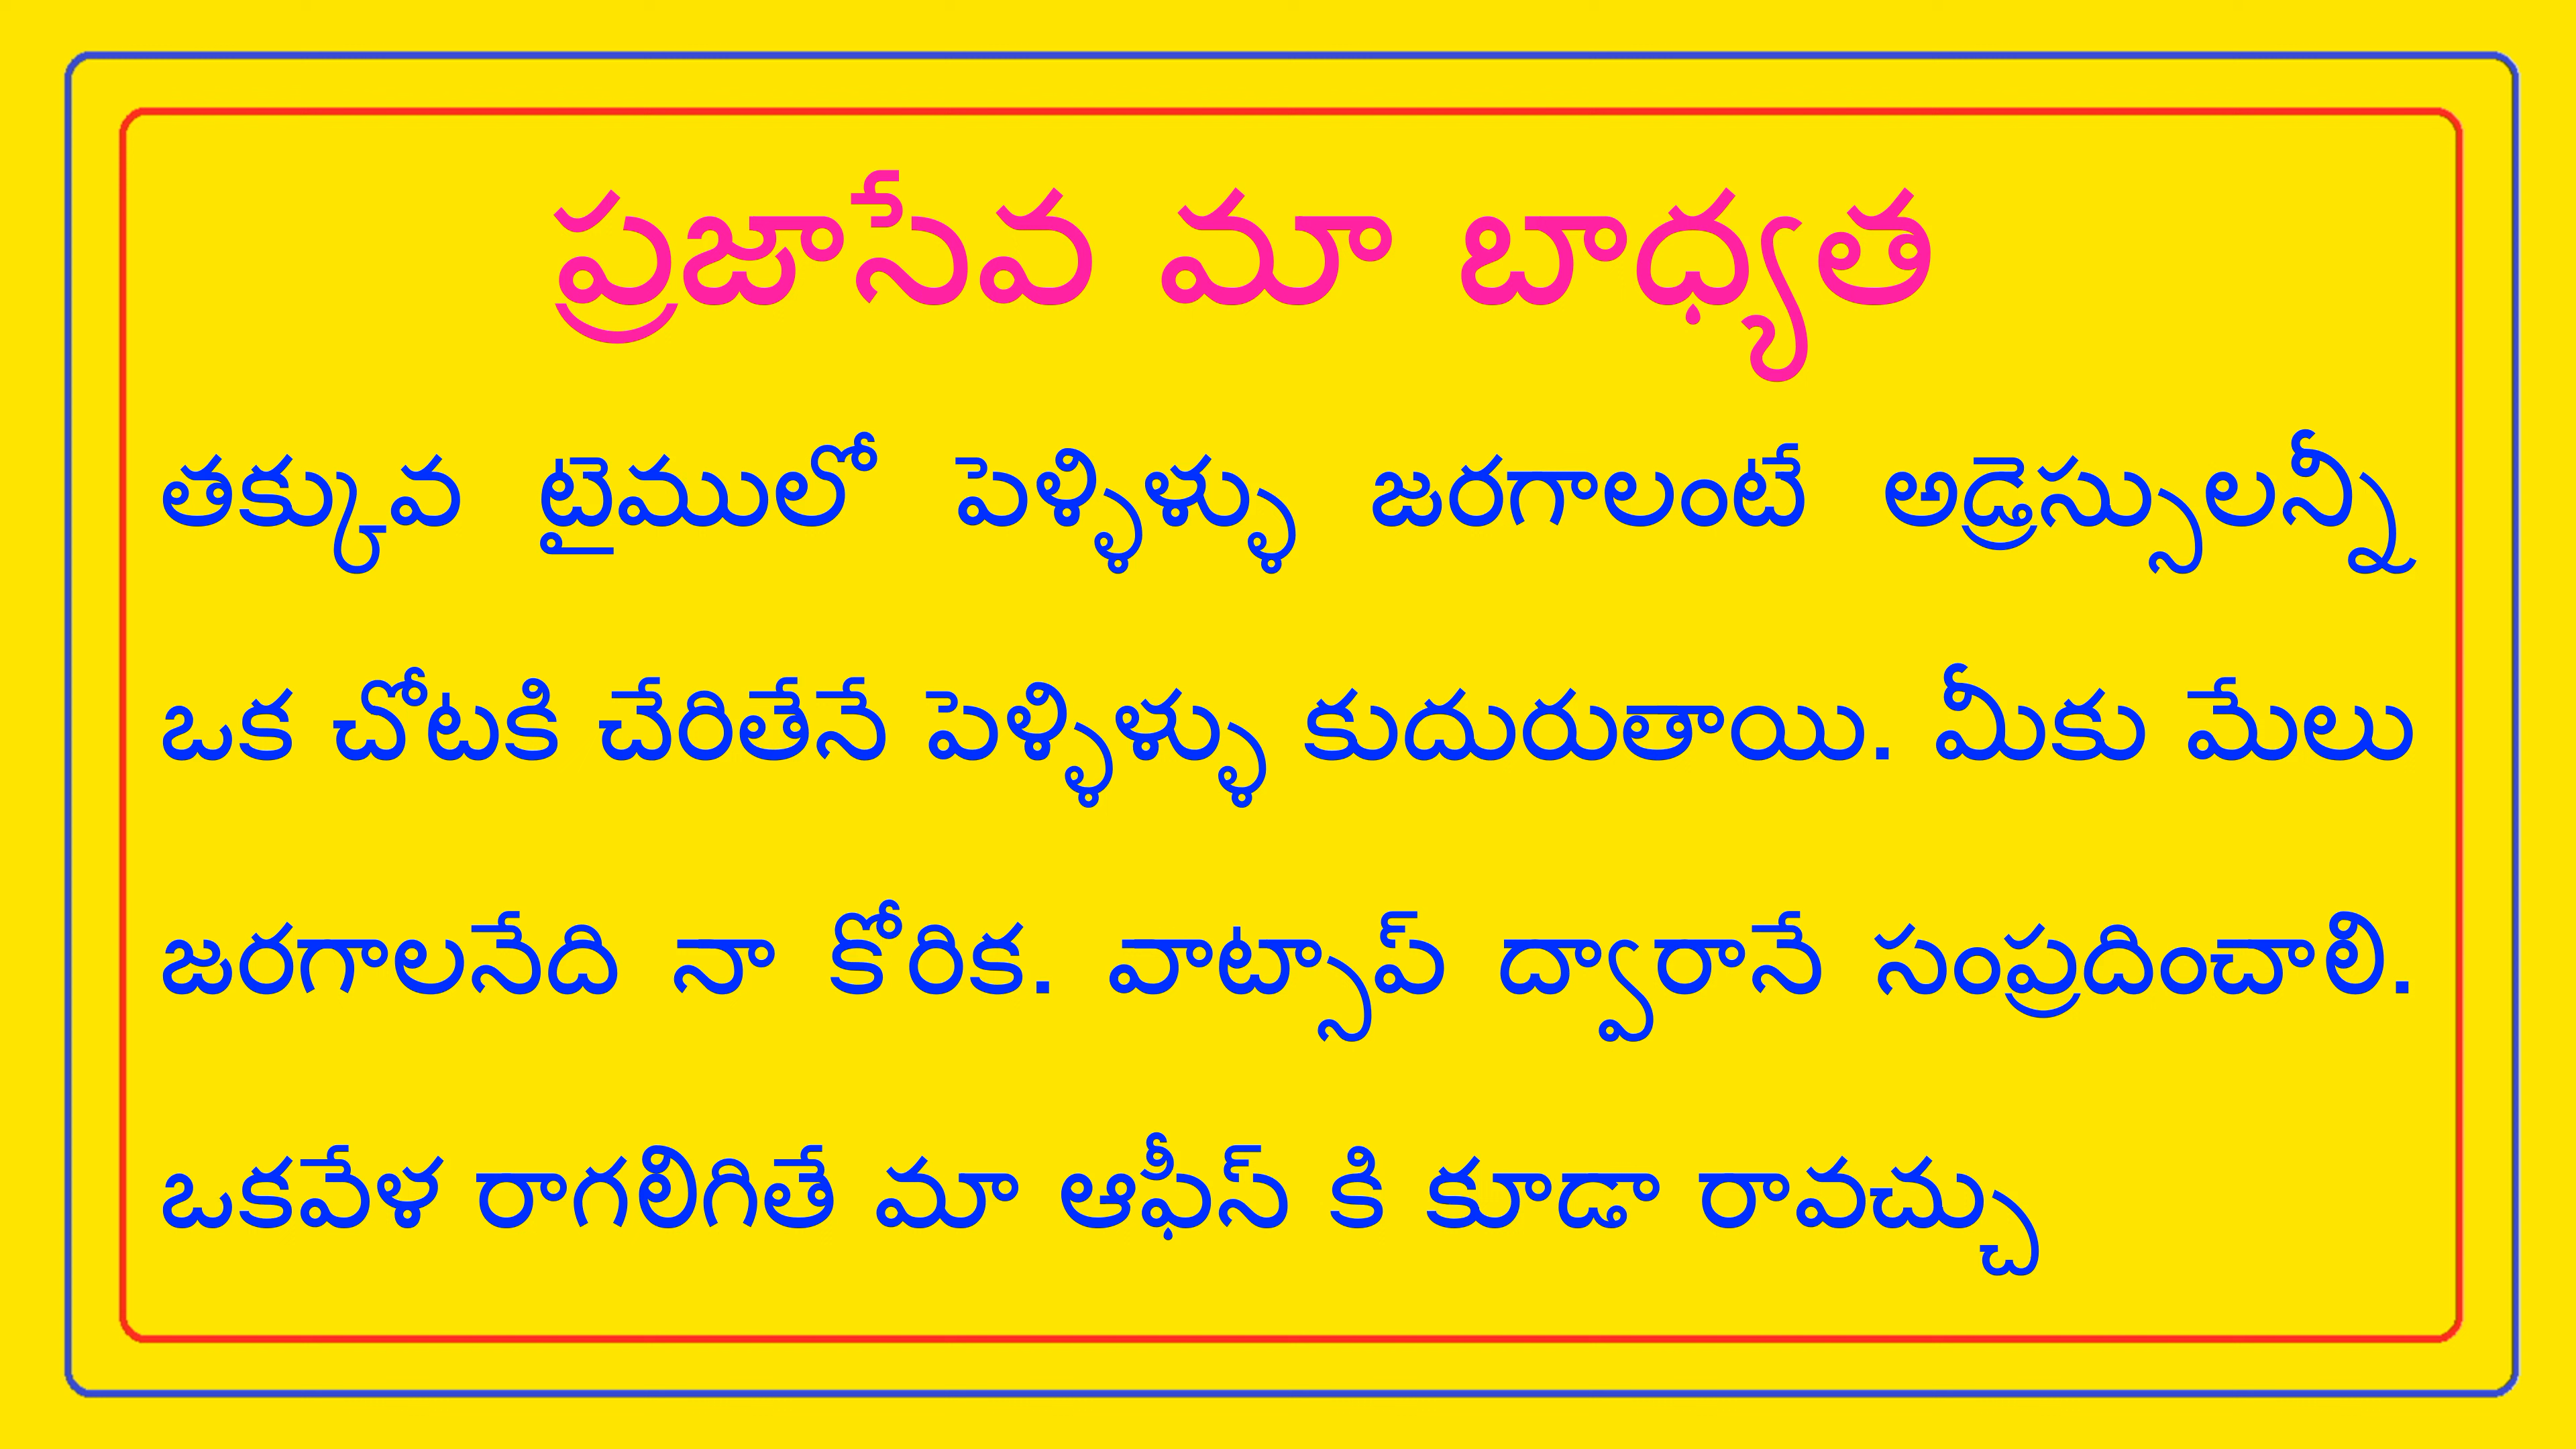 ప్రజాసేవ మా బాధ్యత
తక్కువ టైములో పెళ్ళిళ్ళు జరగాలంటే అడ్రెస్సులన్నీ
ఒక చోటకి చేరితేనే పెళ్ళిళ్ళు కుదురుతాయి. మీకు మేలు
జరగాలనేది నా కోరిక. వాట్సాప్ ద్వారానే సంప్రదించాలి.
ఒకవేళ రాగలిగితే మా ఆఫీస్ కి కూడా రావచ్చు